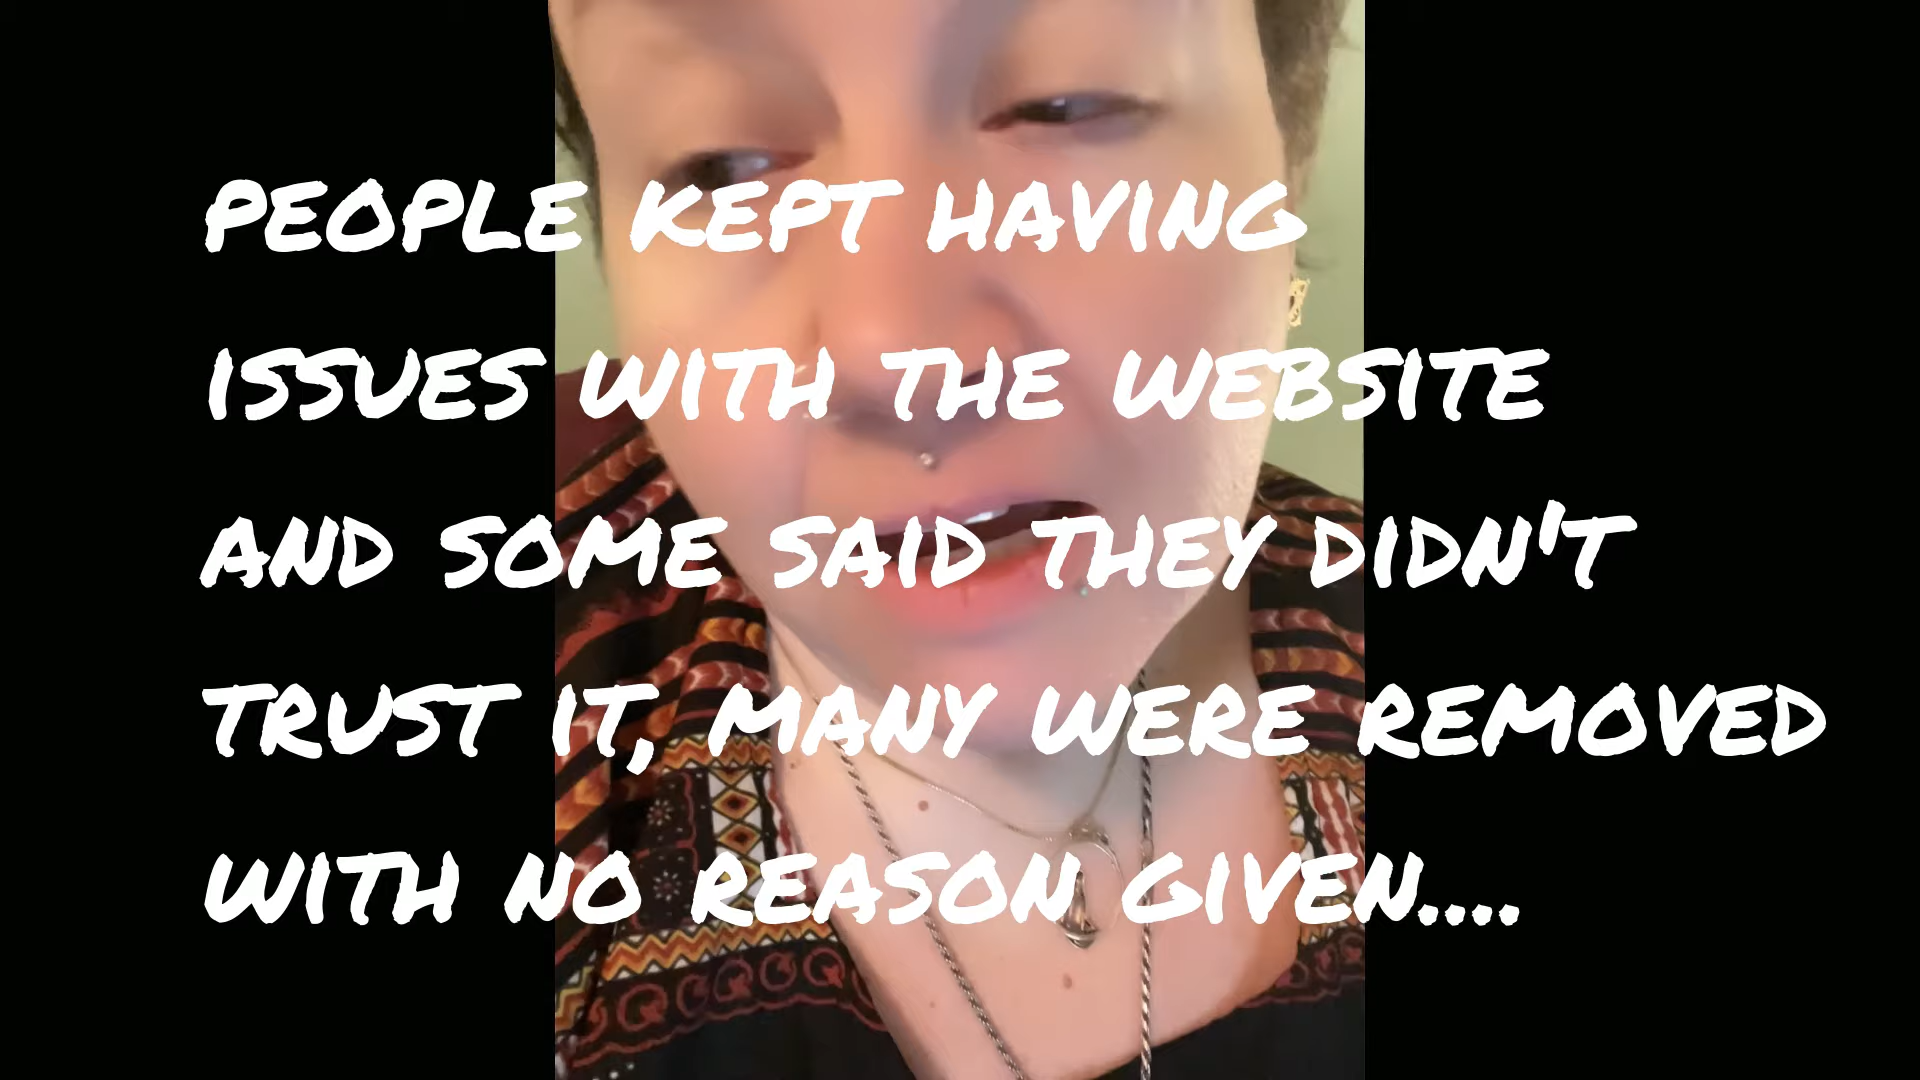 PEOPLE KEPT HAVING
ISSUES WITH THE WEBSITE
AND SOME SAID THEY DIDN'T
TRUST IT, MANY WERE REMOVED
WITH NO REASON GIVEN....